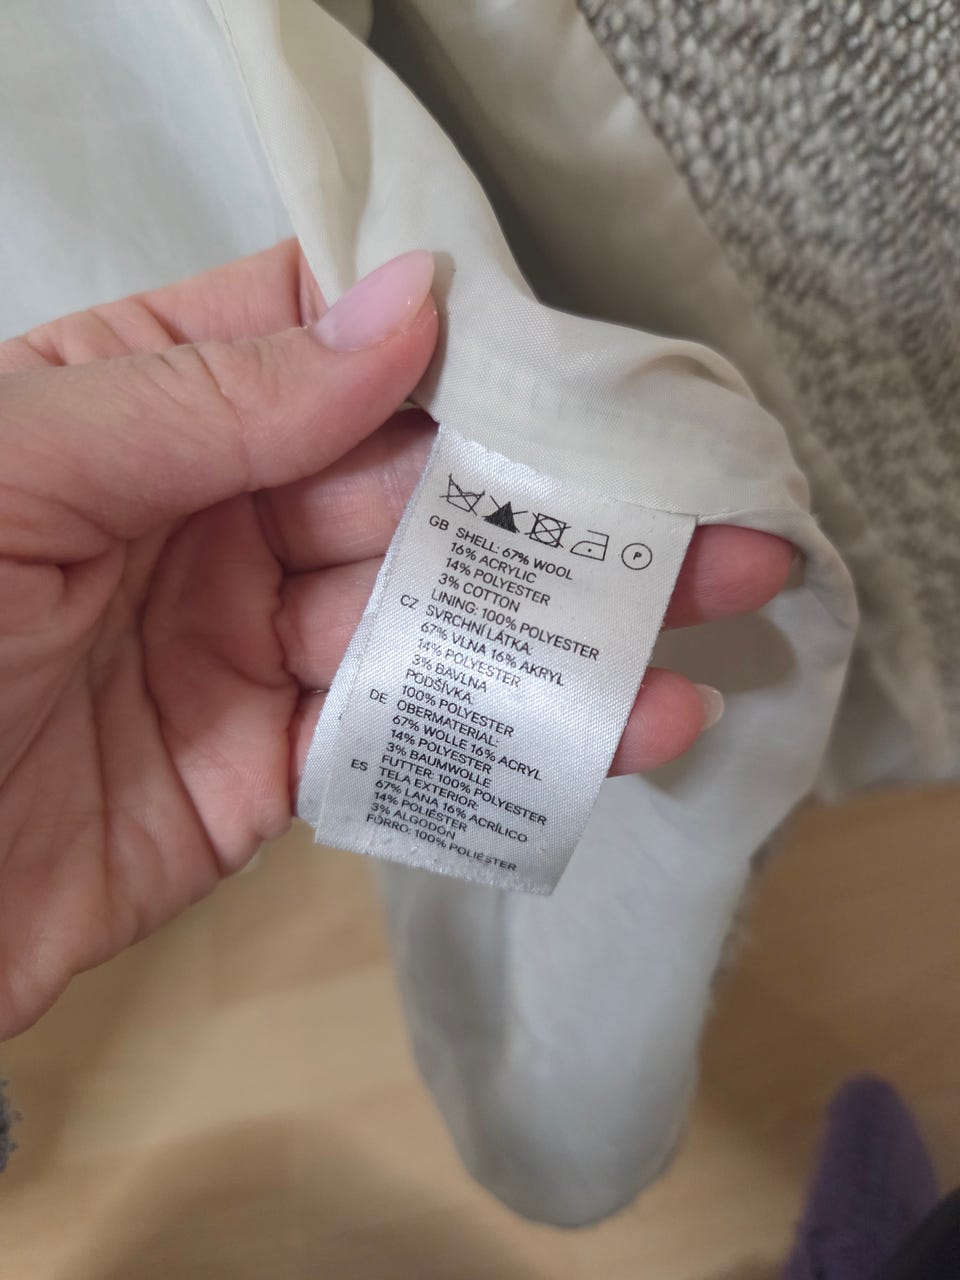 P
GB SHELL: 67% WOOL
16% ACRYLIC
14% POLYESTER
3% COTTON
LINING: 100% POLYESTER
CZ SVRCHNÍ LÁTKA:
67% VLNA 16% AKRYL
14% POLYESTER
3% BAVLNA
PODŠÍVKA:
100% POLYESTER
DE OBERMATERIAL:
67% WOLLE 16% ACRYL
14% POLYESTER
3% BAUMWOLLE
FUTTER: 100% POLYESTER
ES TELA EXTERIOR:
67% LANA 16% ACRÍLICO
14% POLIÉSTER
3% ALGODÓN
FORRO: 100% POLIÉSTER